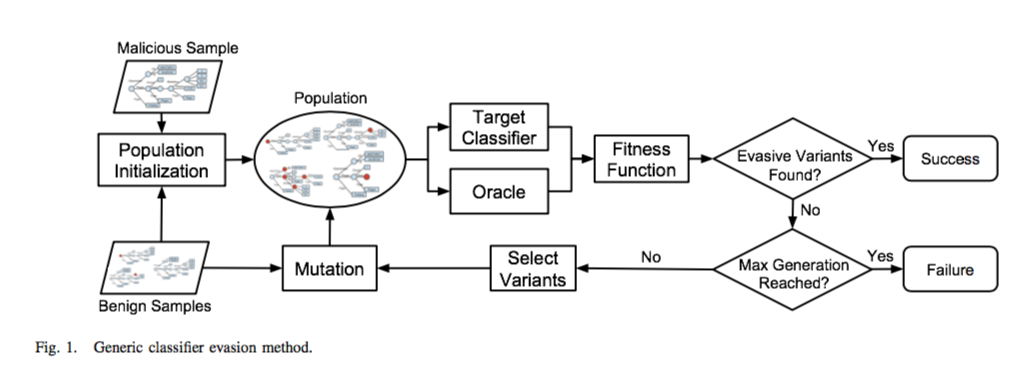 Malicious Sample
Population
Initialization
Population
Target
Classifier
Oracle
Fitness
Function
Evasive Variants
Found?
Yes
Success
No
Max Generation
Reached?
Yes
Failure
No
Select
Variants
Mutation
Benign Samples
Fig. 1. Generic classifier evasion method.